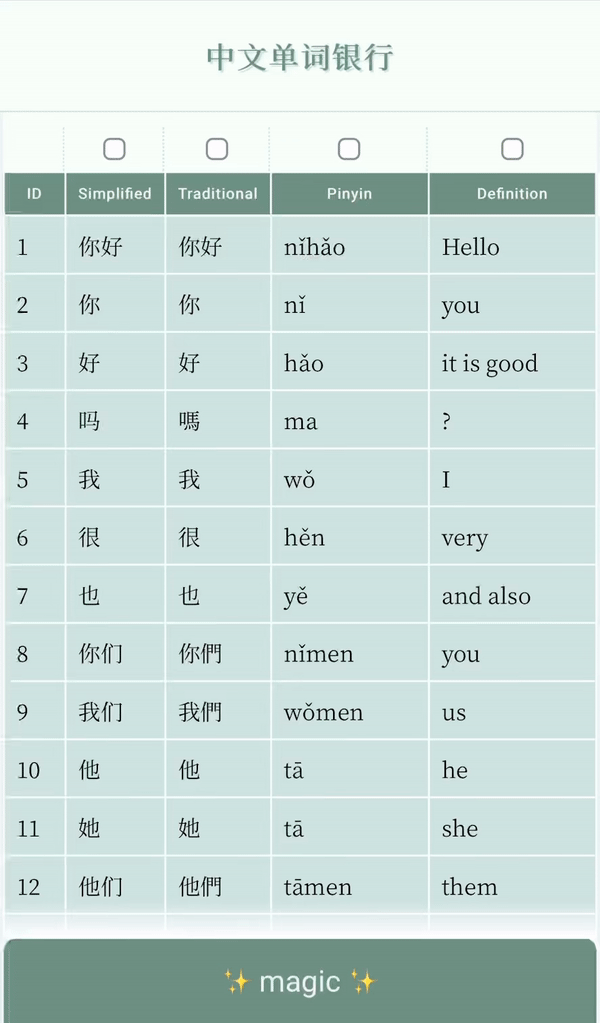 中文单词银行
ID Simplified Traditional Pinyin Definition
1 你好 你好 nǐhǎo Hello
2 你 你 nǐ you
3 好 好 hǎo it is good
4 吗 嗎 ma ?
5 我 我 wǒ I
6 很 很 hěn very
7 也 也 yě and also
8 你们 你們 nǐmen you
9 我们 我們 wǒmen us
10 他 他 tā he
11 她 她 tā she
12 他们 他們 tāmen them
✨ magic ✨